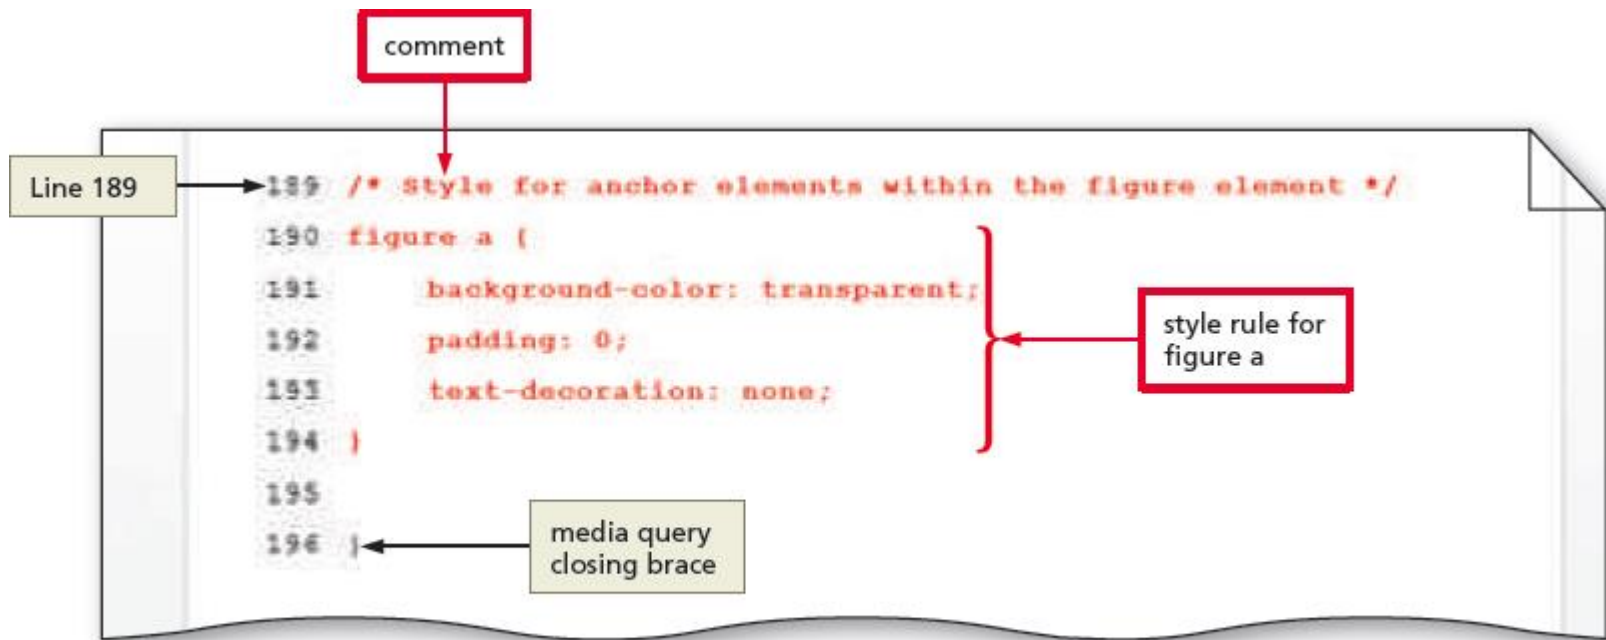 comment
Line 189
189 /* Style for anchor elements within the figure element */
190 figure a {
191 background-color: transparent;
192 padding: 0;
193 text-decoration: none;
194 }
195
196 }
style rule for
figure a
media query
closing brace